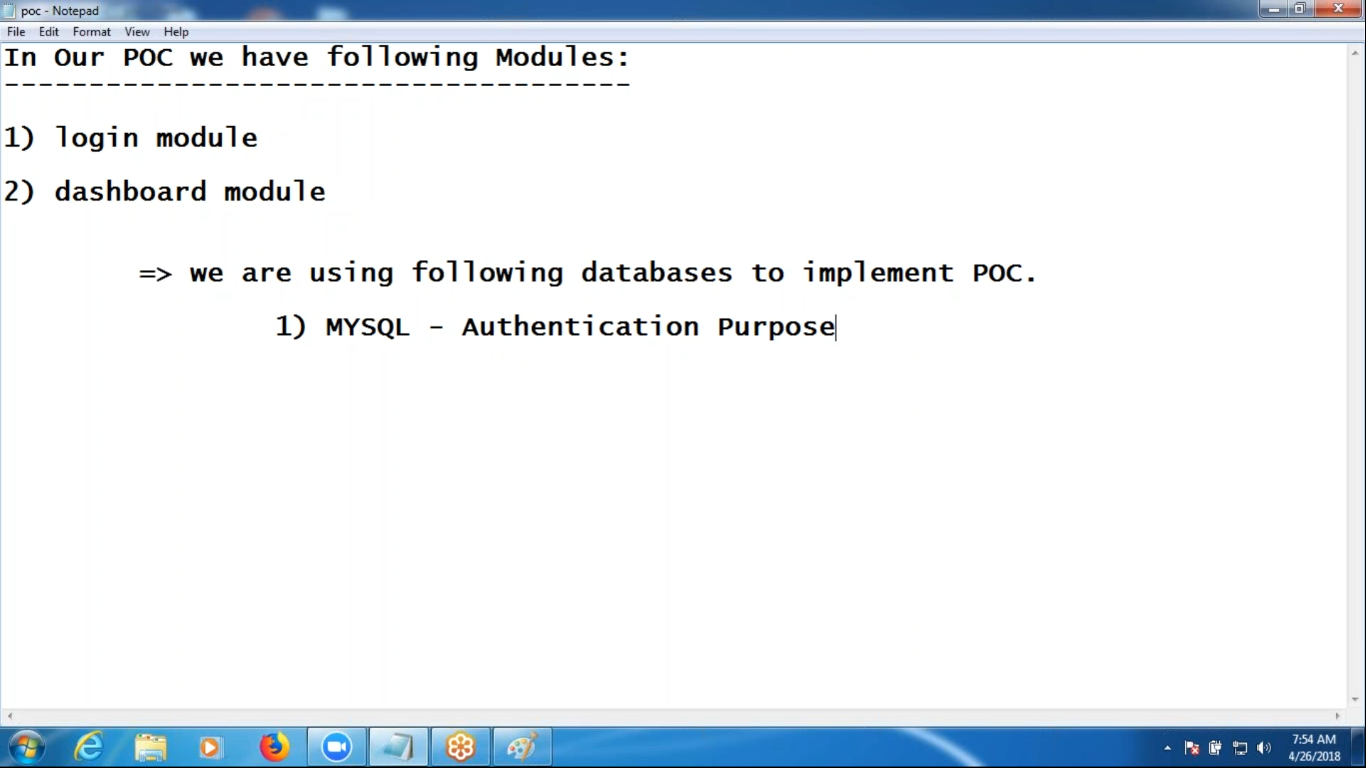 poc - Notepad
File Edit Format View Help
In Our POC we have following Modules:
-------------------------------------
1) login module
2) dashboard module
=> we are using following databases to implement POC.
1) MYSQL - Authentication Purpose
7:54 AM
4/26/2018